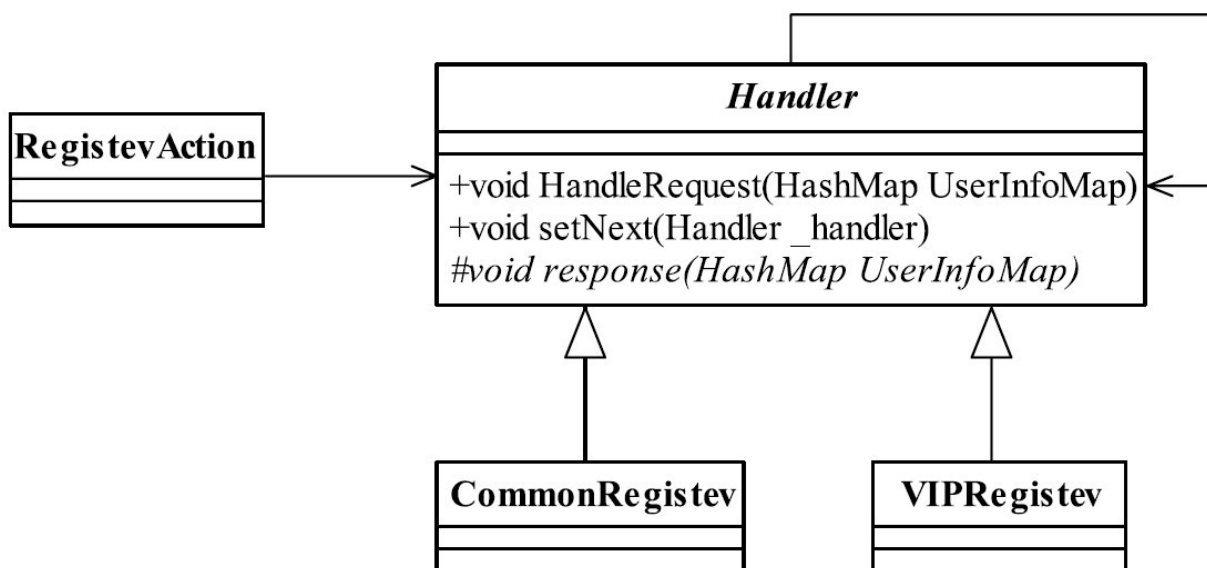 Handler
RegistevAction
+void HandleRequest(HashMap UserInfoMap)
+void setNext(Handler _handler)
#void response(HashMap UserInfoMap)
CommonRegistev
VIPRegistev